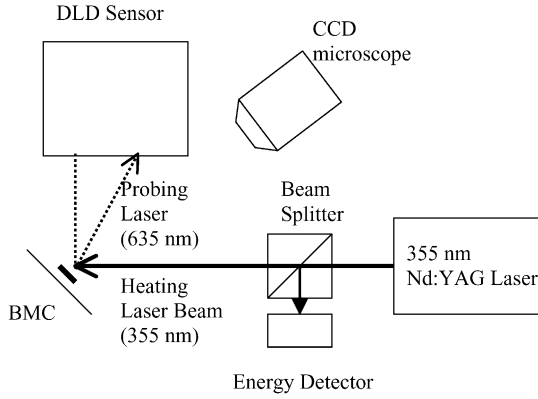 DLD Sensor
CCD
microscope
Probing
Laser
(635 nm)
Beam
Splitter
355 nm
Nd:YAG Laser
BMC
Heating
Laser Beam
(355 nm)
Energy Detector